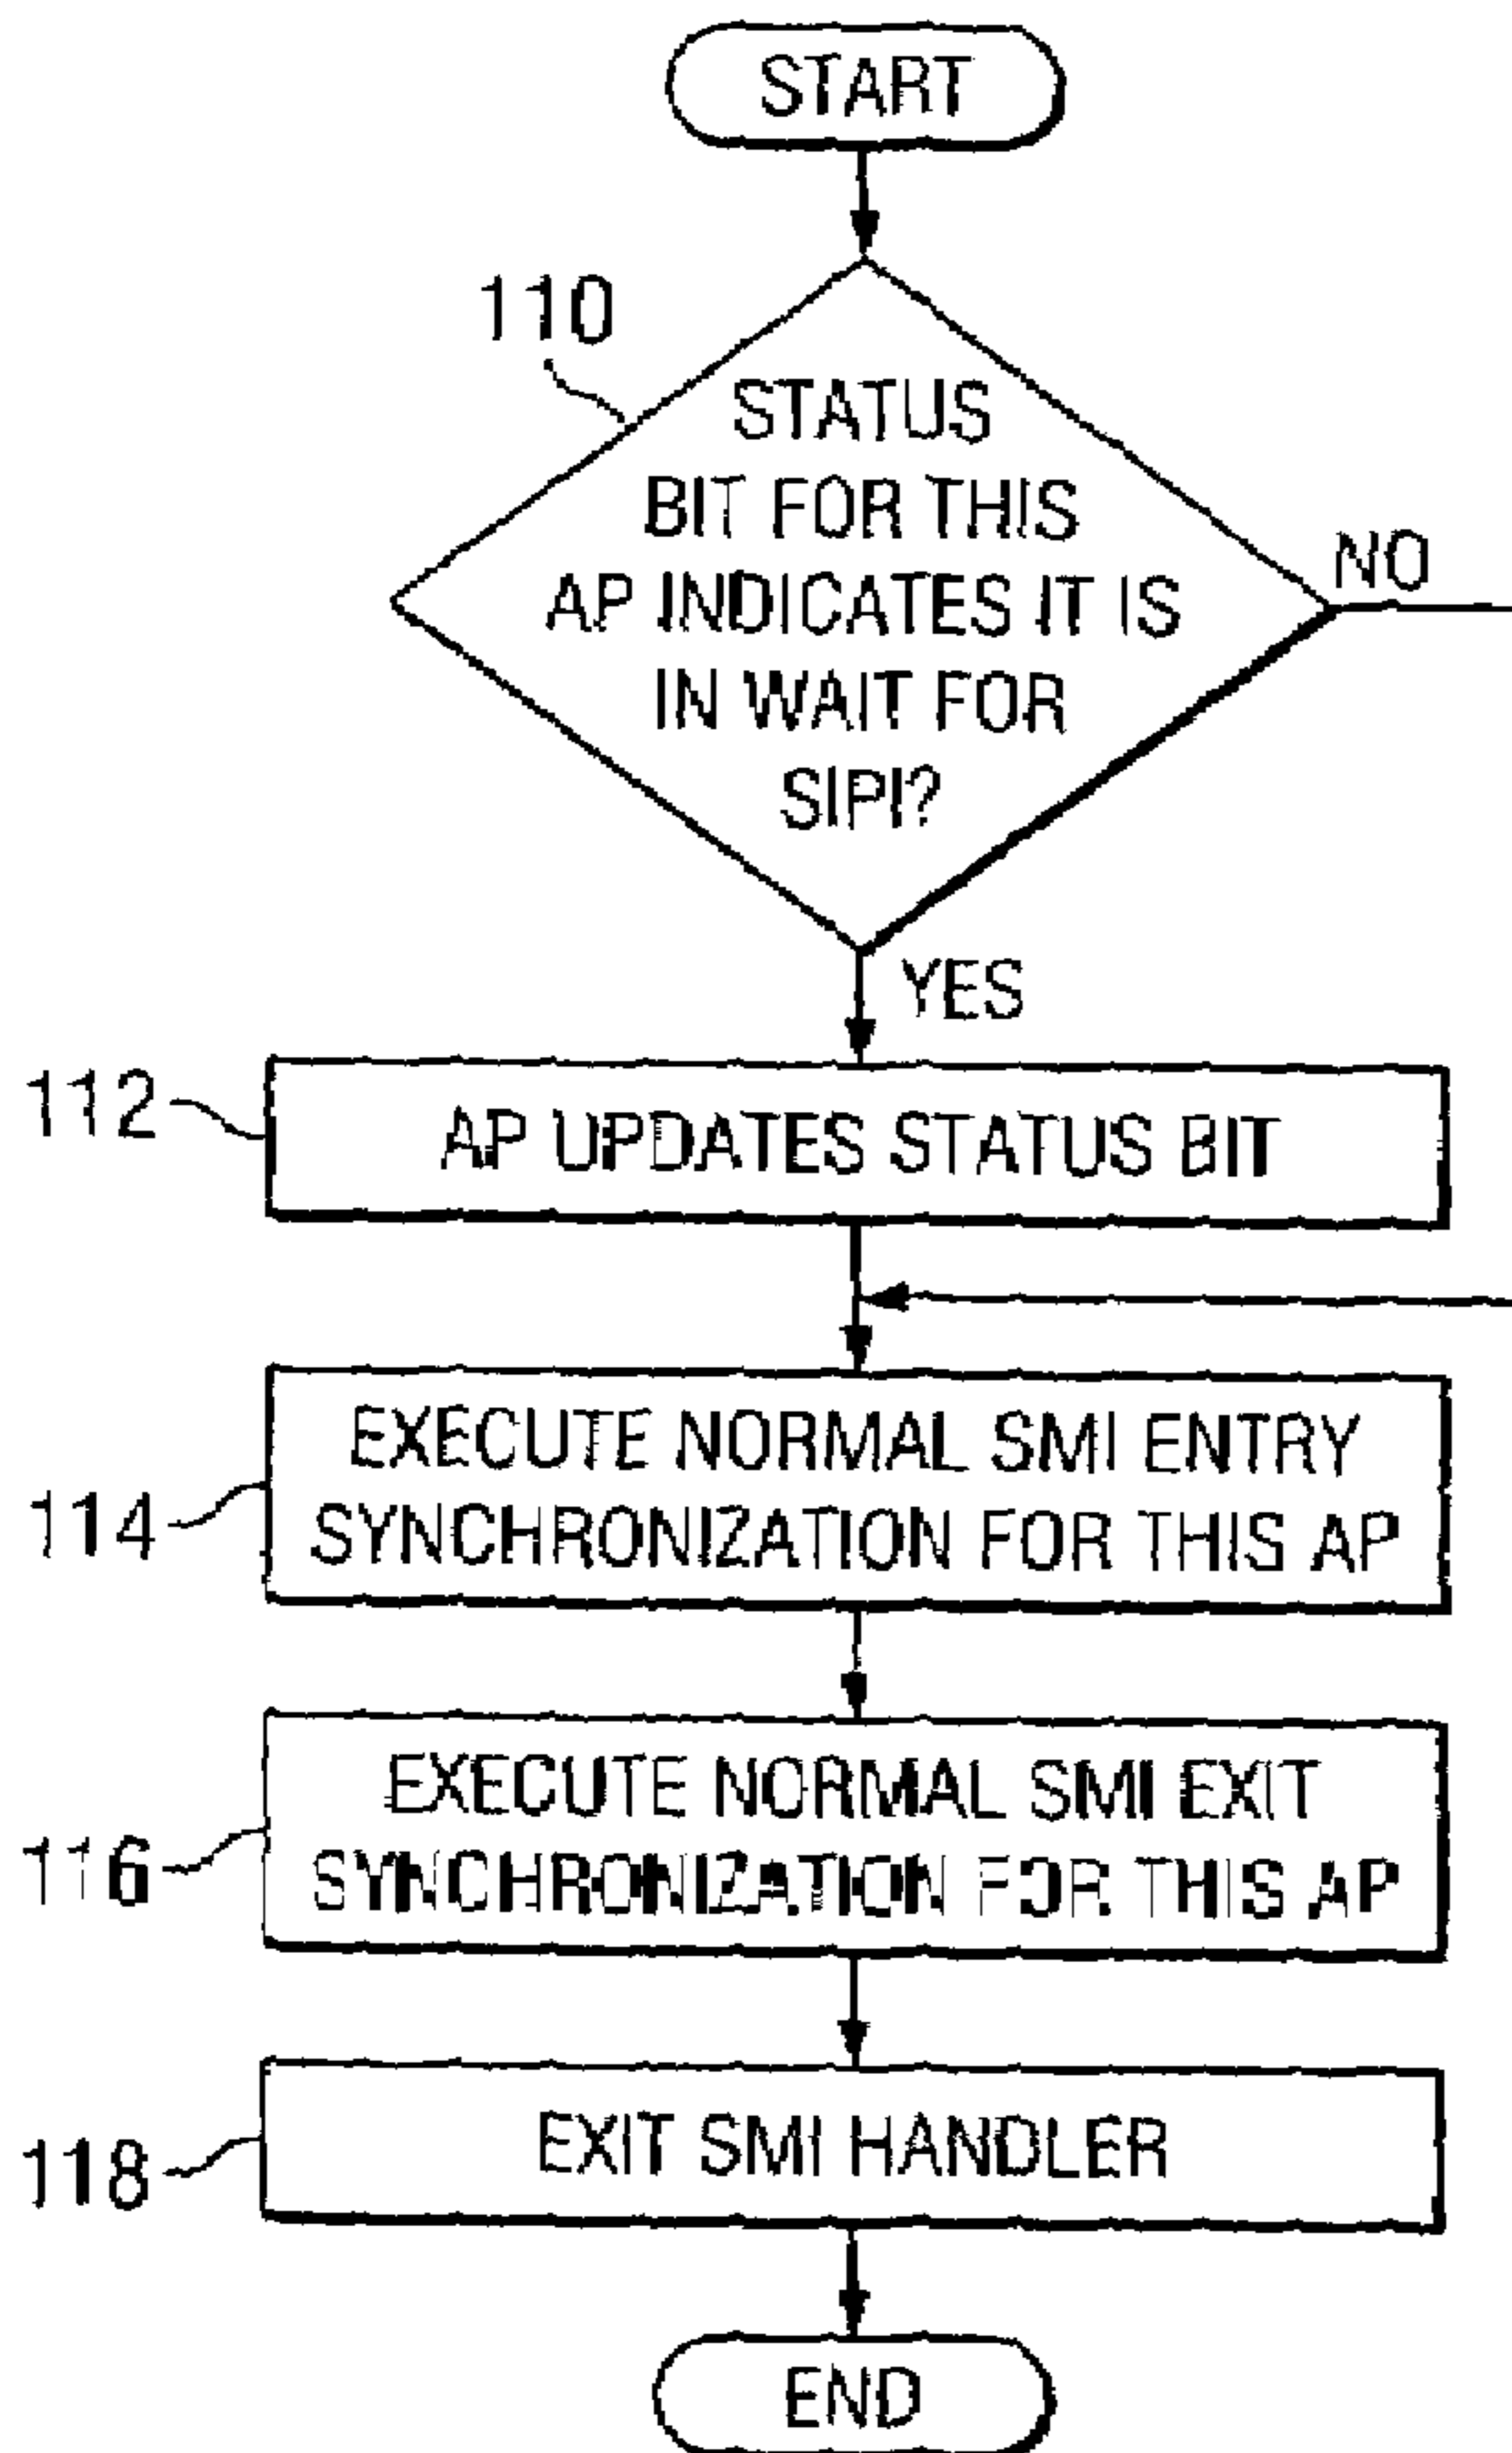 START
110
STATUS
BIT FOR THIS
AP INDICATES IT IS
IN WAIT FOR
SIPI?
NO
YES
112
AP UPDATES STATUS BIT
114
EXECUTE NORMAL SMI ENTRY
SYNCHRONIZATION FOR THIS AP
116
EXECUTE NORMAL SMI EXIT
SYNCHRONIZATION FOR THIS AP
118
EXIT SMI HANDLER
END